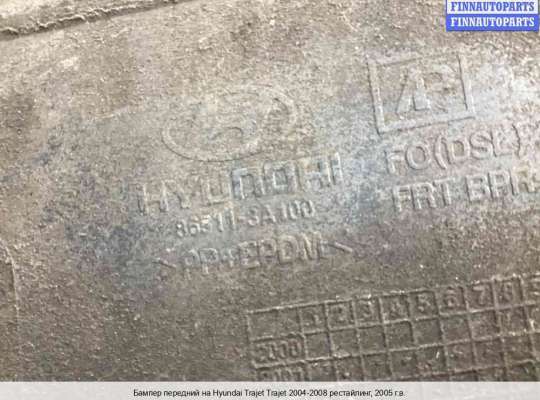 FINNAUTOPARTS
FINNAUTOPARTS
HYUNDAI
FO(DSL)
86511-3A100
FRT BPR
>PP+EPDM<
1 2 3 4 5 6 7 8
2000
Бампер передний на Hyundai Trajet Trajet 2004-2008 рестайлинг, 2005 г.в.